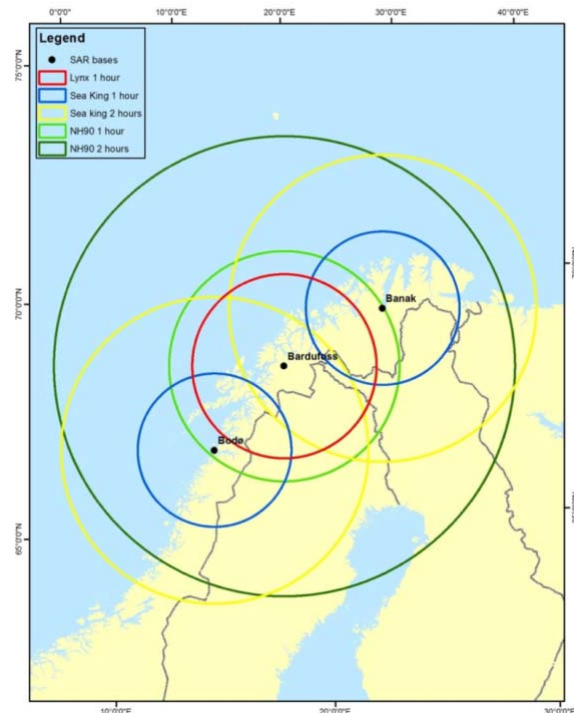 0°0'0"
10°0'0"E
20°0'0"E
30°0'0"E
40°0'0"E
Legend
SAR bases
Lynx 1 hour
Sea King 1 hour
Sea king 2 hours
NH90 1 hour
NH90 2 hours
75°0'0"N
70°0'0"N
65°0'0"N
Banak
Bardufoss
Bodø
10°0'0"E
20°0'0"E
30°0'0"E